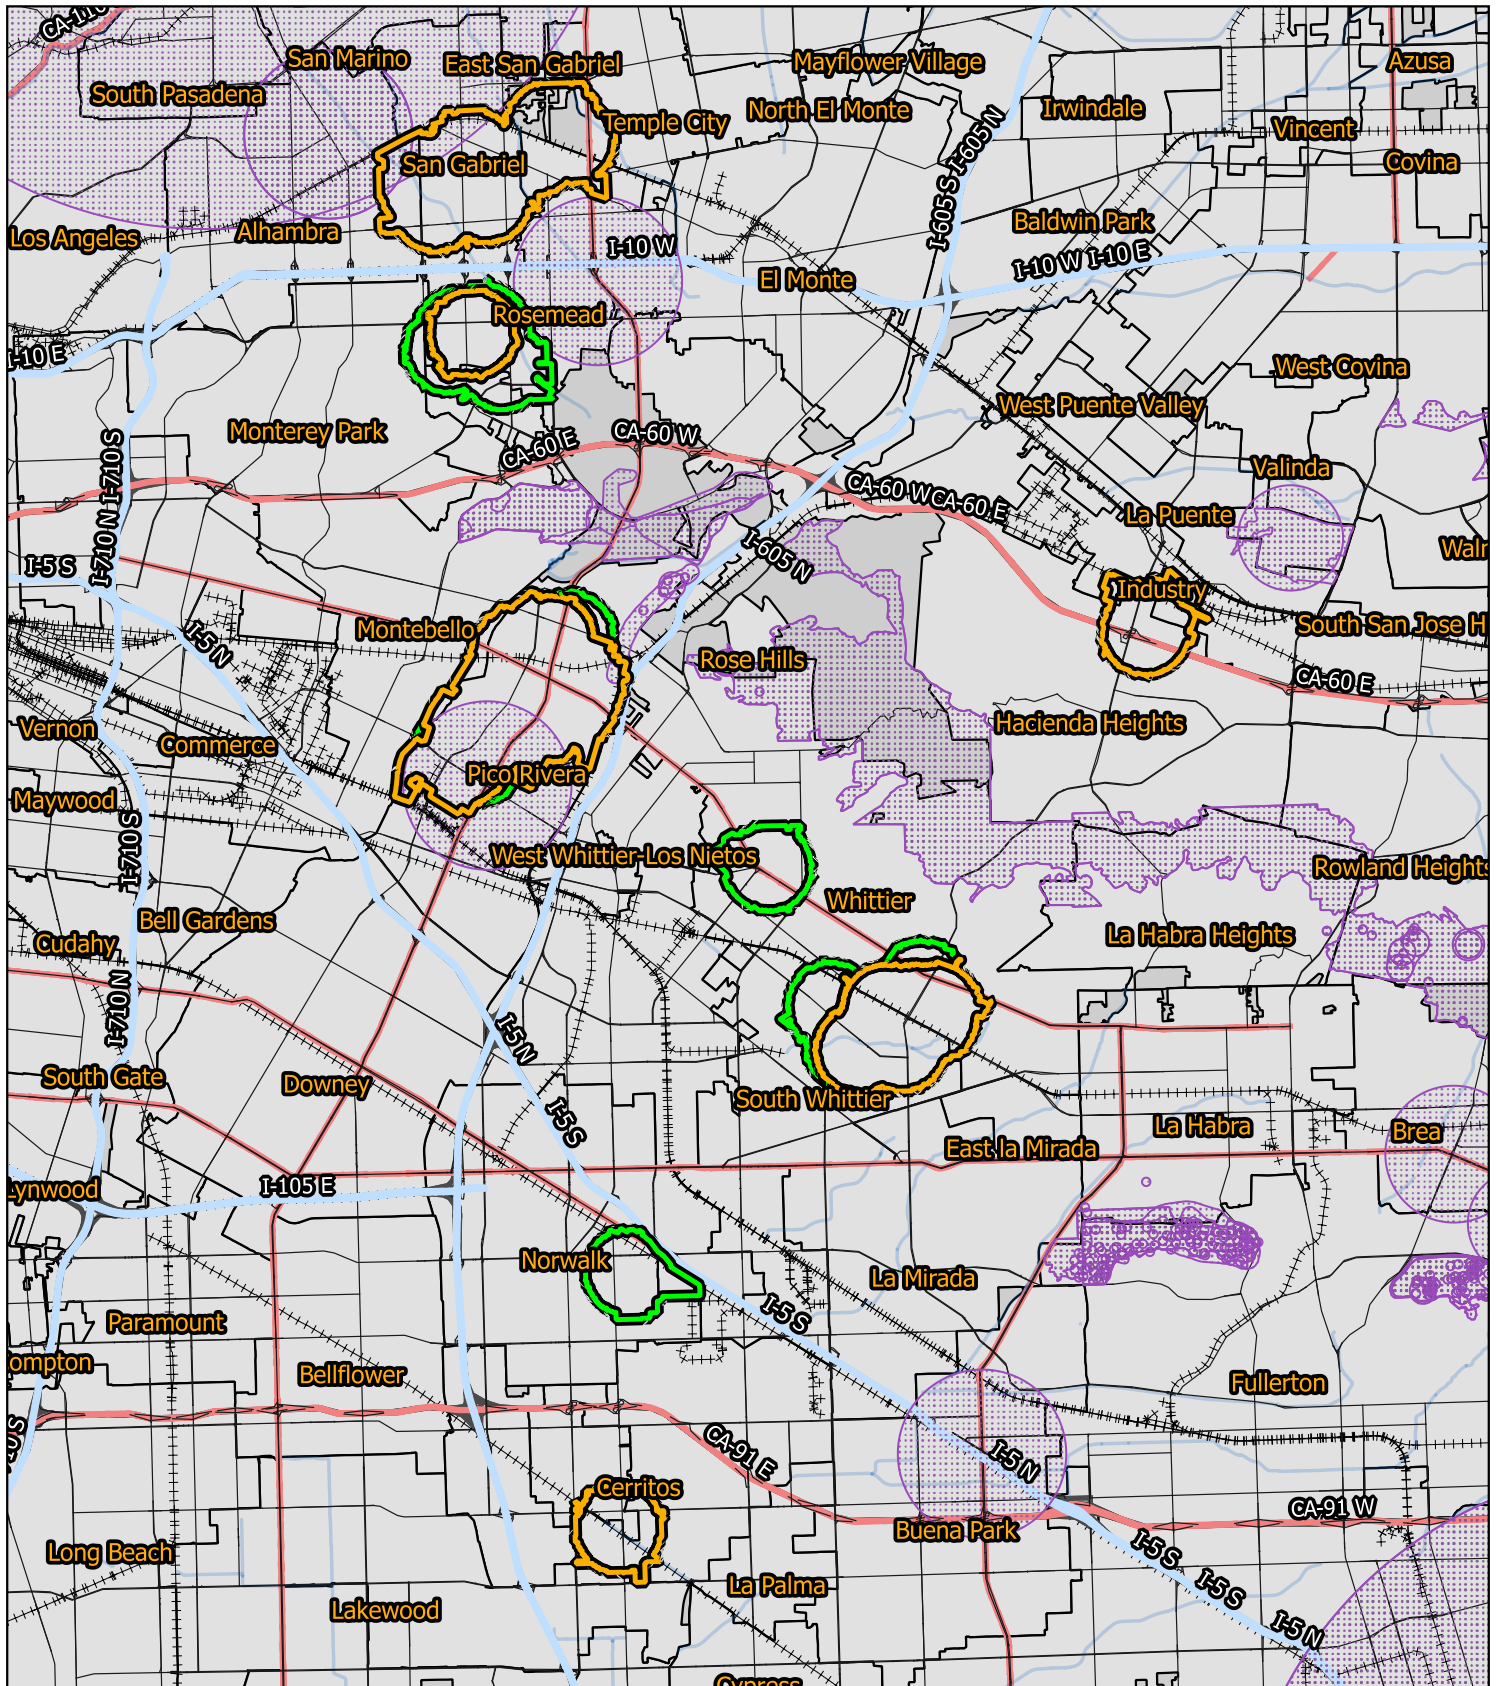 CA-110
San Marino
East San Gabriel
Mayflower Village
Azusa
South Pasadena
Temple City
North El Monte
Irwindale
Vincent
San Gabriel
I-605 S I-605 N
Covina
Los Angeles
Alhambra
I-10 W
Baldwin Park
I-10 W I-10 E
El Monte
Rosemead
I-10 E
West Covina
West Puente Valley
Monterey Park
CA-60 E
CA-60 W
Valinda
I-710 N I-710 S
CA-60 W CA-60 E
La Puente
Walr
I-5 S
I-605 N
Industry
South San Jose H
Montebello
I-5 N
Rose Hills
CA-60 E
Hacienda Heights
Vernon
Commerce
Pico Rivera
Maywood
I-710 S
West Whittier-Los Nietos
Rowland Heights
Whittier
Bell Gardens
Cudahy
La Habra Heights
I-710 N
I-5 N
South Gate
Downey
South Whittier
I-5 S
La Habra
Brea
East la Mirada
Lynwood
I-105 E
Norwalk
La Mirada
Paramount
I-5 S
ompton
Bellflower
Fullerton
CA-91 E
I-5 N
Cerritos
CA-91 W
Buena Park
Long Beach
I-5 S
La Palma
I-5 S
Lakewood
I-5 N
Cypress